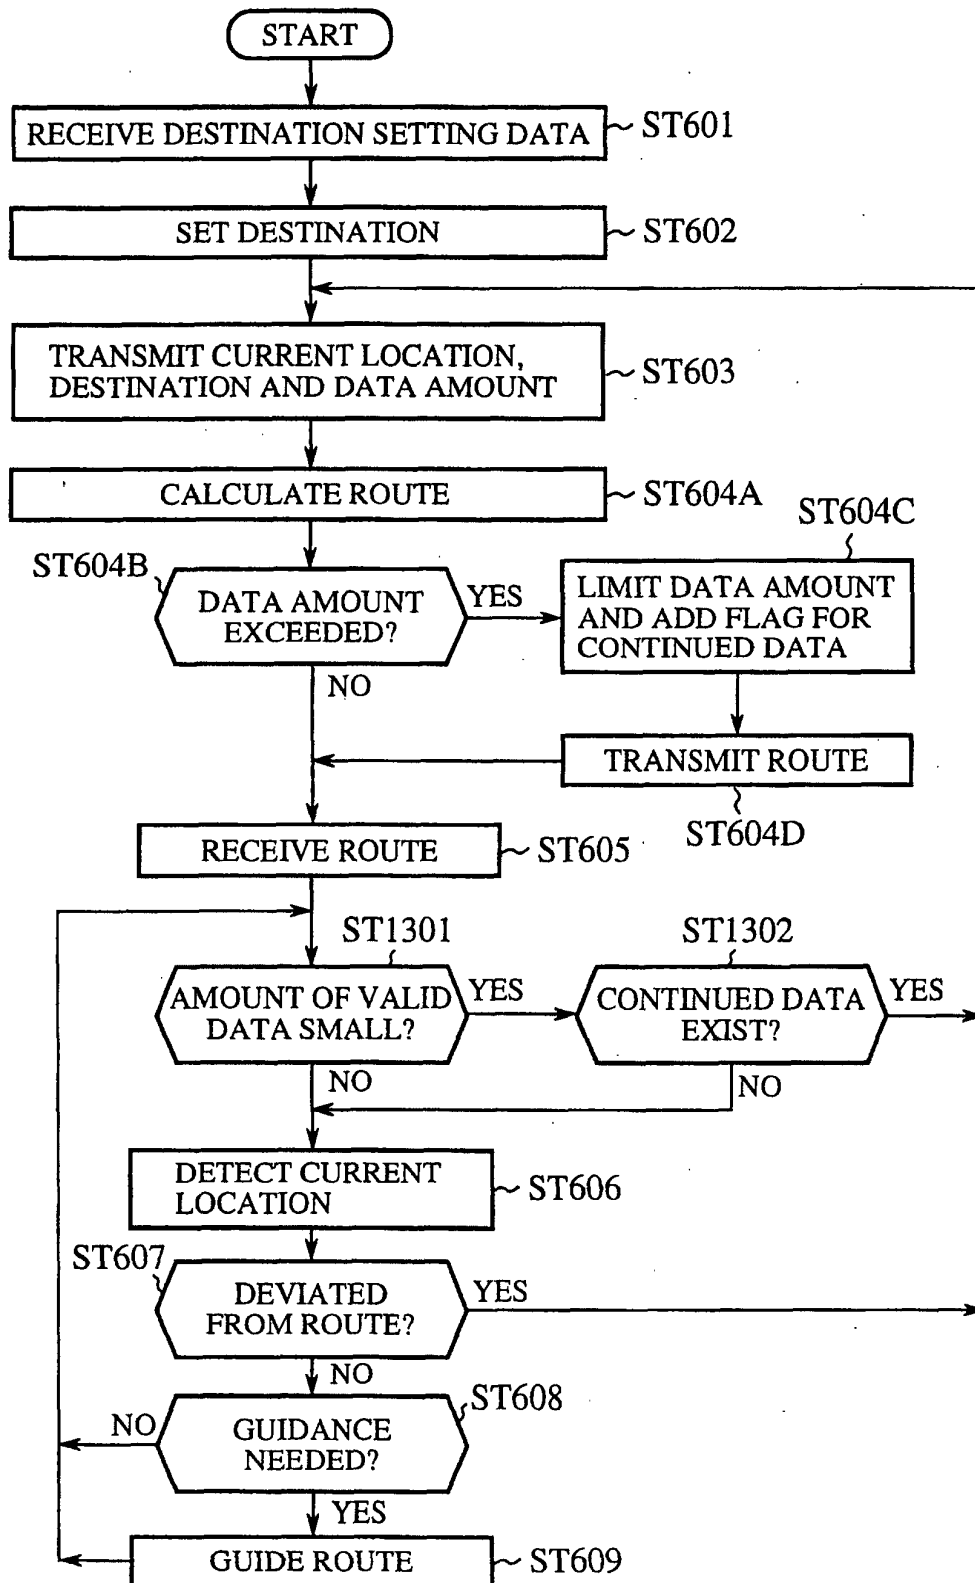 START
RECEIVE DESTINATION SETTING DATA
ST601
SET DESTINATION
ST602
TRANSMIT CURRENT LOCATION,
DESTINATION AND DATA AMOUNT
ST603
CALCULATE ROUTE
ST604A
ST604B
DATA AMOUNT
EXCEEDED?
YES
NO
ST604C
LIMIT DATA AMOUNT
AND ADD FLAG FOR
CONTINUED DATA
TRANSMIT ROUTE
ST604D
RECEIVE ROUTE
ST605
ST1301
AMOUNT OF VALID
DATA SMALL?
YES
NO
ST1302
CONTINUED DATA
EXIST?
YES
NO
DETECT CURRENT
LOCATION
ST606
ST607
DEVIATED
FROM ROUTE?
YES
NO
ST608
GUIDANCE
NEEDED?
NO
YES
GUIDE ROUTE
ST609